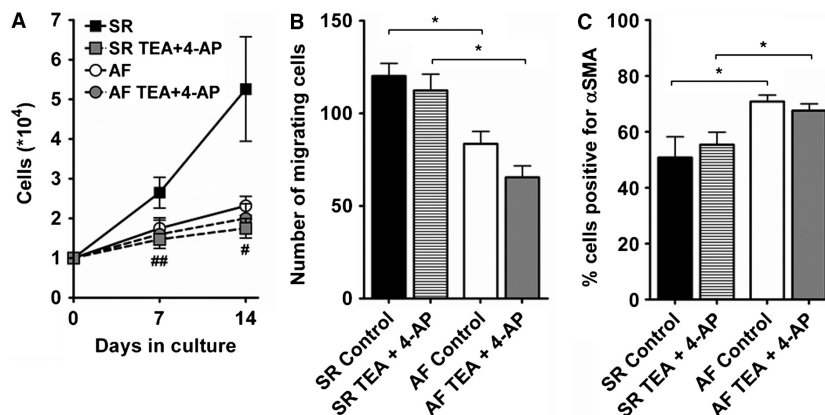 A
SR
SR TEA+4-AP
AF
AF TEA+4-AP
7
6
5
4
3
2
1
0
Cells (*10⁴)
##
#
0 7 14
Days in culture
B
150
100
50
0
Number of migrating cells
*
*
SR Control
SR TEA + 4-AP
AF Control
AF TEA + 4-AP
C
100
80
60
40
20
0
% cells positive for αSMA
*
*
SR Control
SR TEA + 4-AP
AF Control
AF TEA + 4-AP